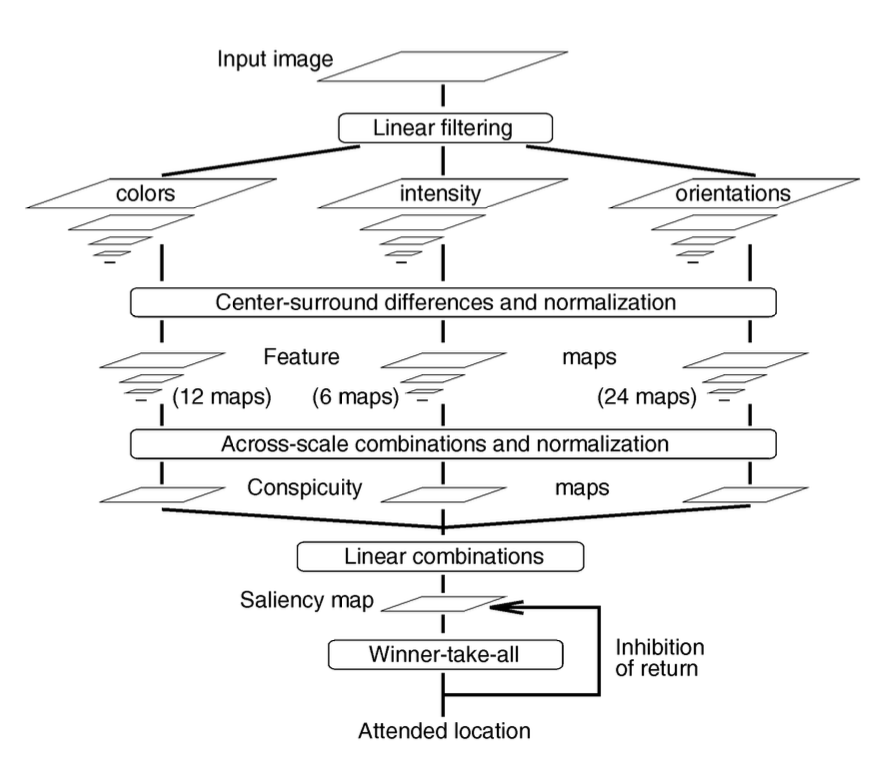 Input image
Linear filtering
colors intensity orientations
Center-surround differences and normalization
Feature maps
(12 maps) (6 maps) (24 maps)
Across-scale combinations and normalization
Conspicuity maps
Linear combinations
Saliency map
Winner-take-all
Inhibition
of return
Attended location